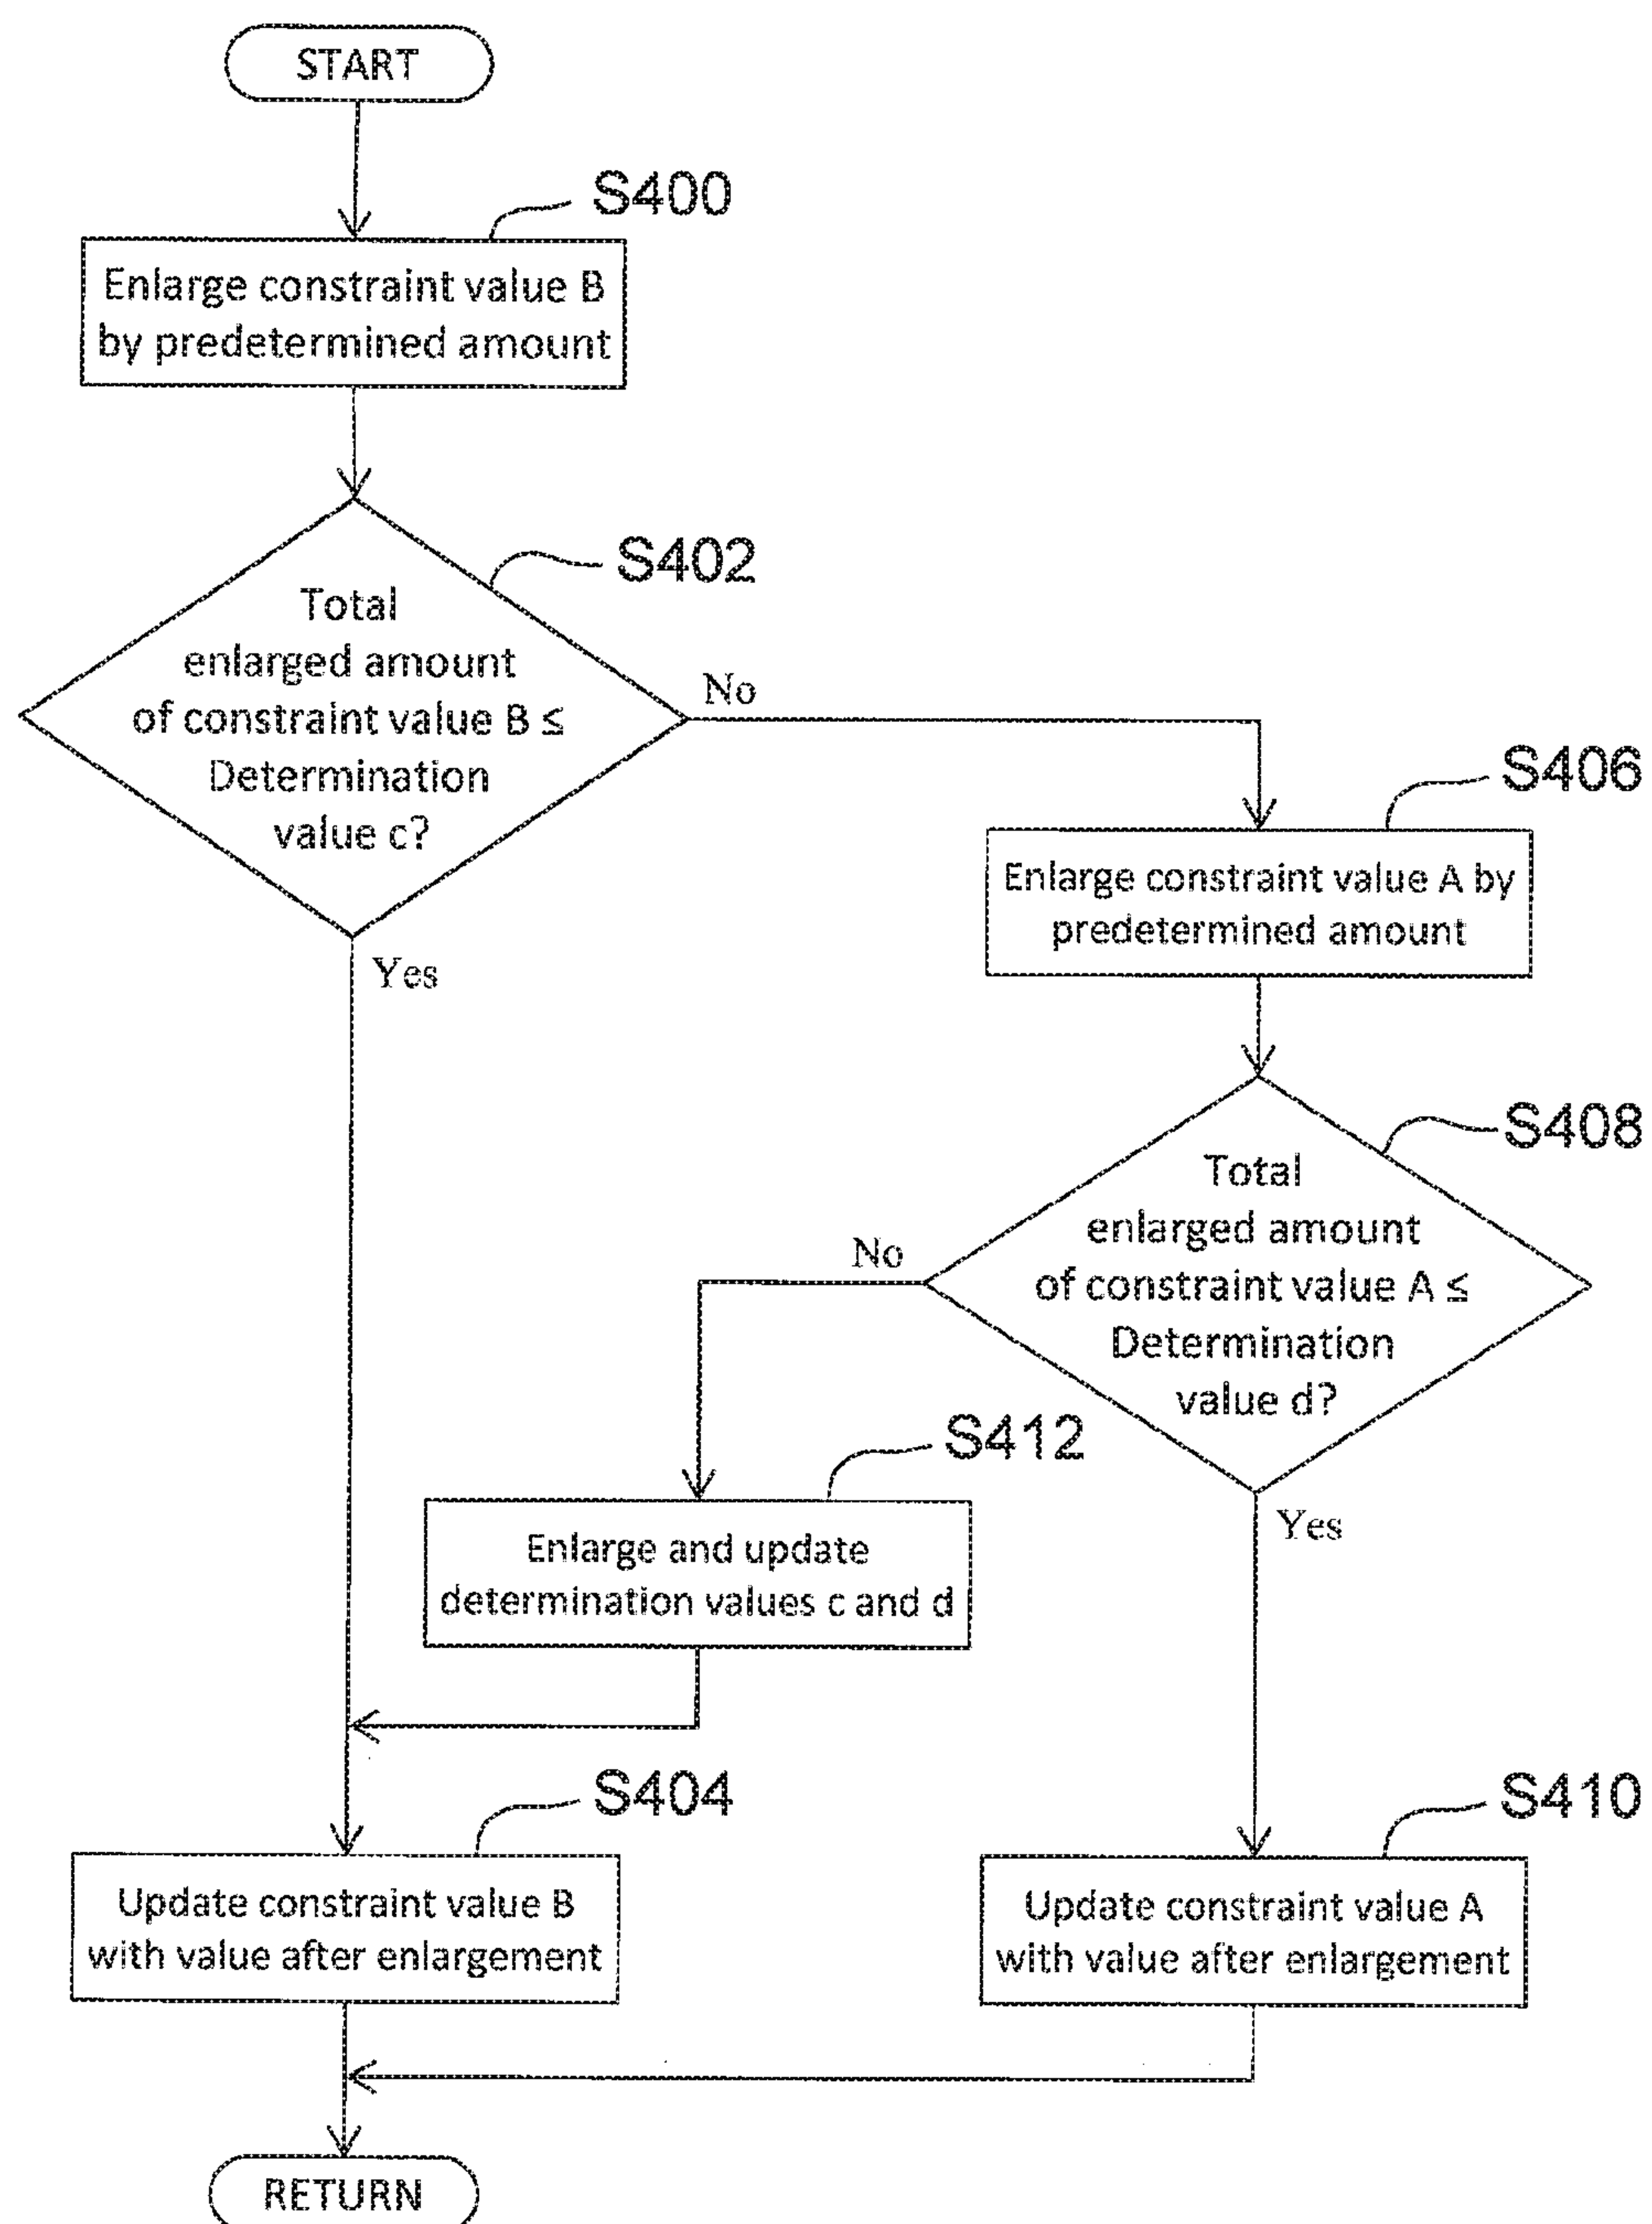 START
S400
Enlarge constraint value B
by predetermined amount
S402
Total
enlarged amount
of constraint value B ≤
Determination
value c?
No
Yes
S406
Enlarge constraint value A by
predetermined amount
S408
Total
enlarged amount
of constraint value A ≤
Determination
value d?
No
Yes
S412
Enlarge and update
determination values c and d
S404
Update constraint value B
with value after enlargement
S410
Update constraint value A
with value after enlargement
RETURN